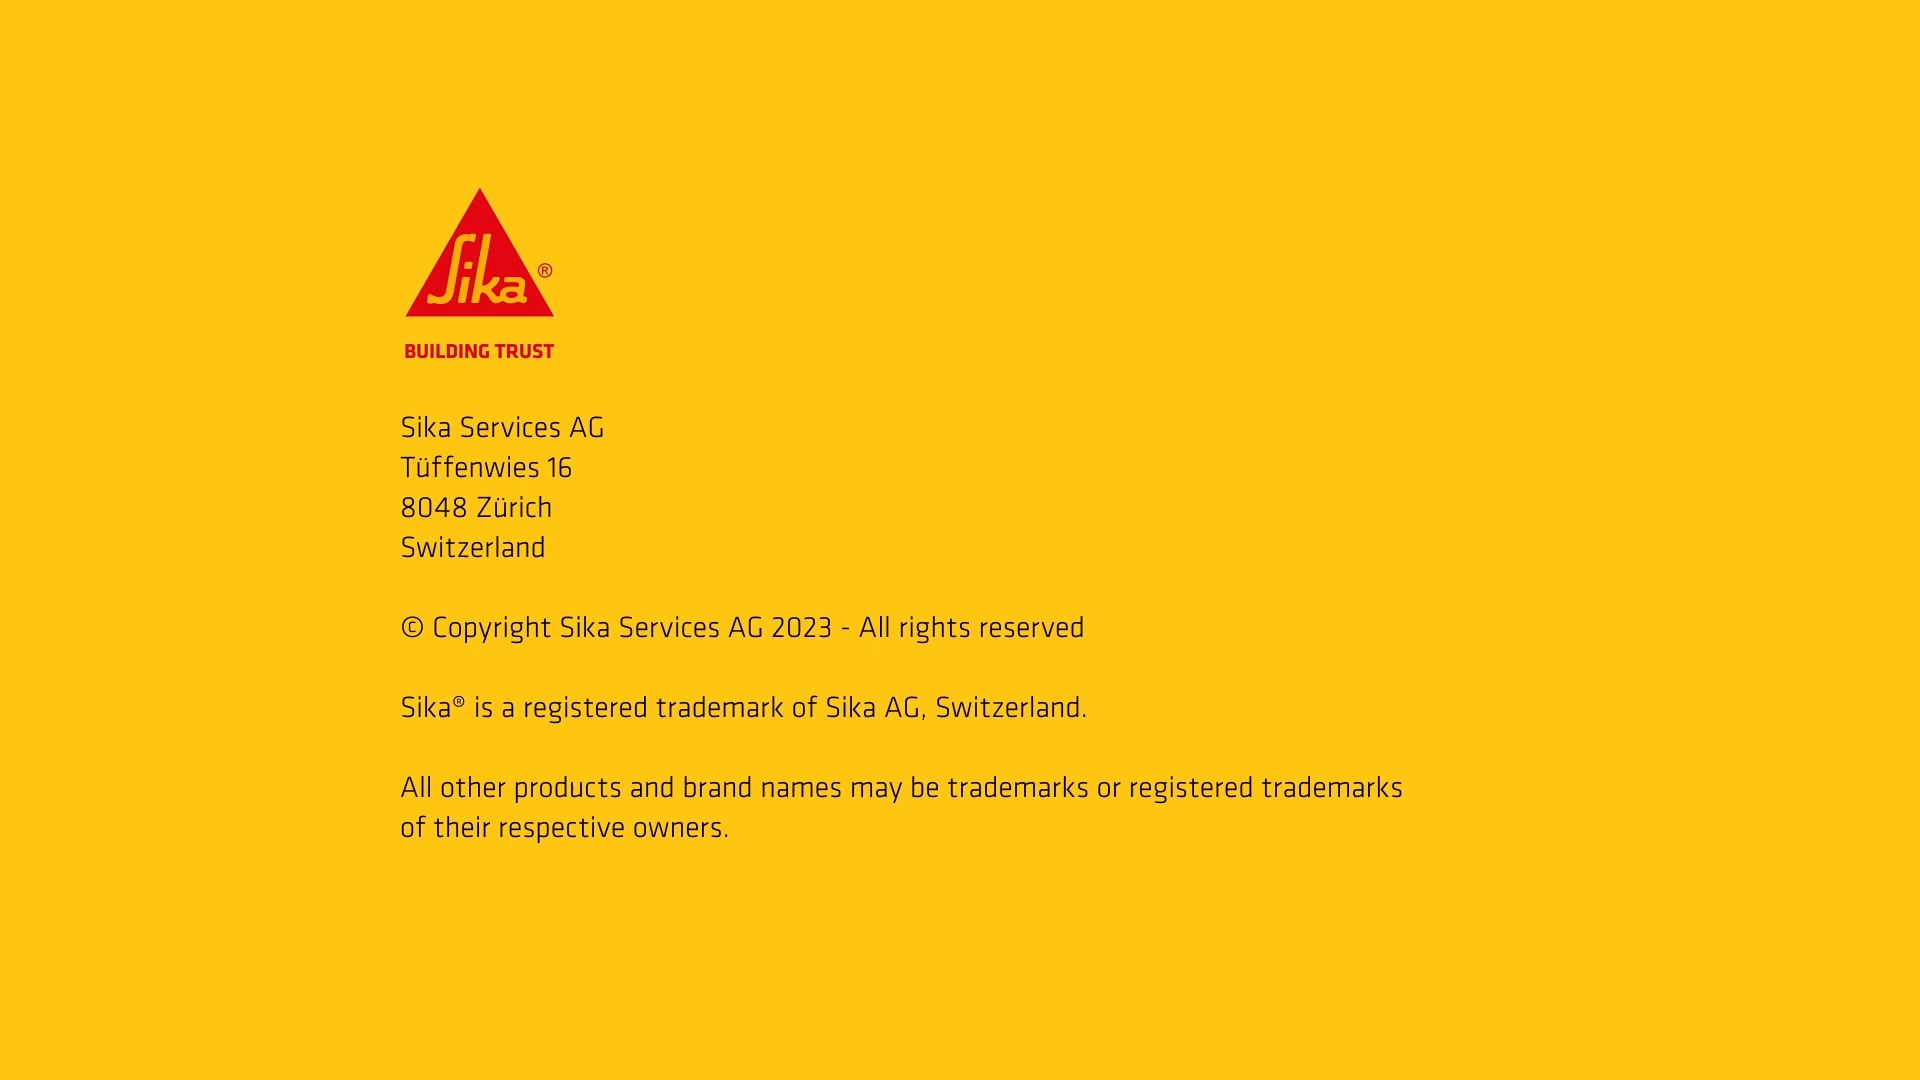 Sika®
BUILDING TRUST
Sika Services AG
Tüffenwies 16
8048 Zürich
Switzerland
© Copyright Sika Services AG 2023 - All rights reserved
Sika® is a registered trademark of Sika AG, Switzerland.
All other products and brand names may be trademarks or registered trademarks
of their respective owners.